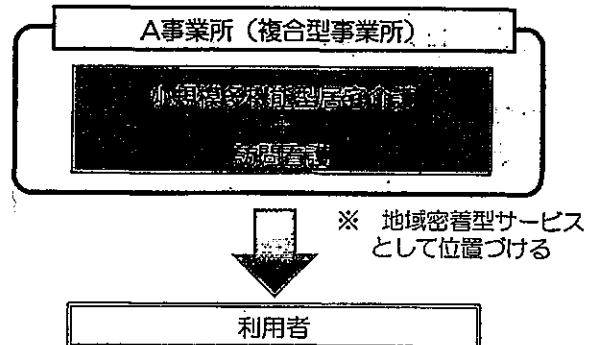 A事業所(複合型事業所)
小規模多機能型居宅介護
+
訪問看護
※ 地域密着型サービス
として位置づける
利用者